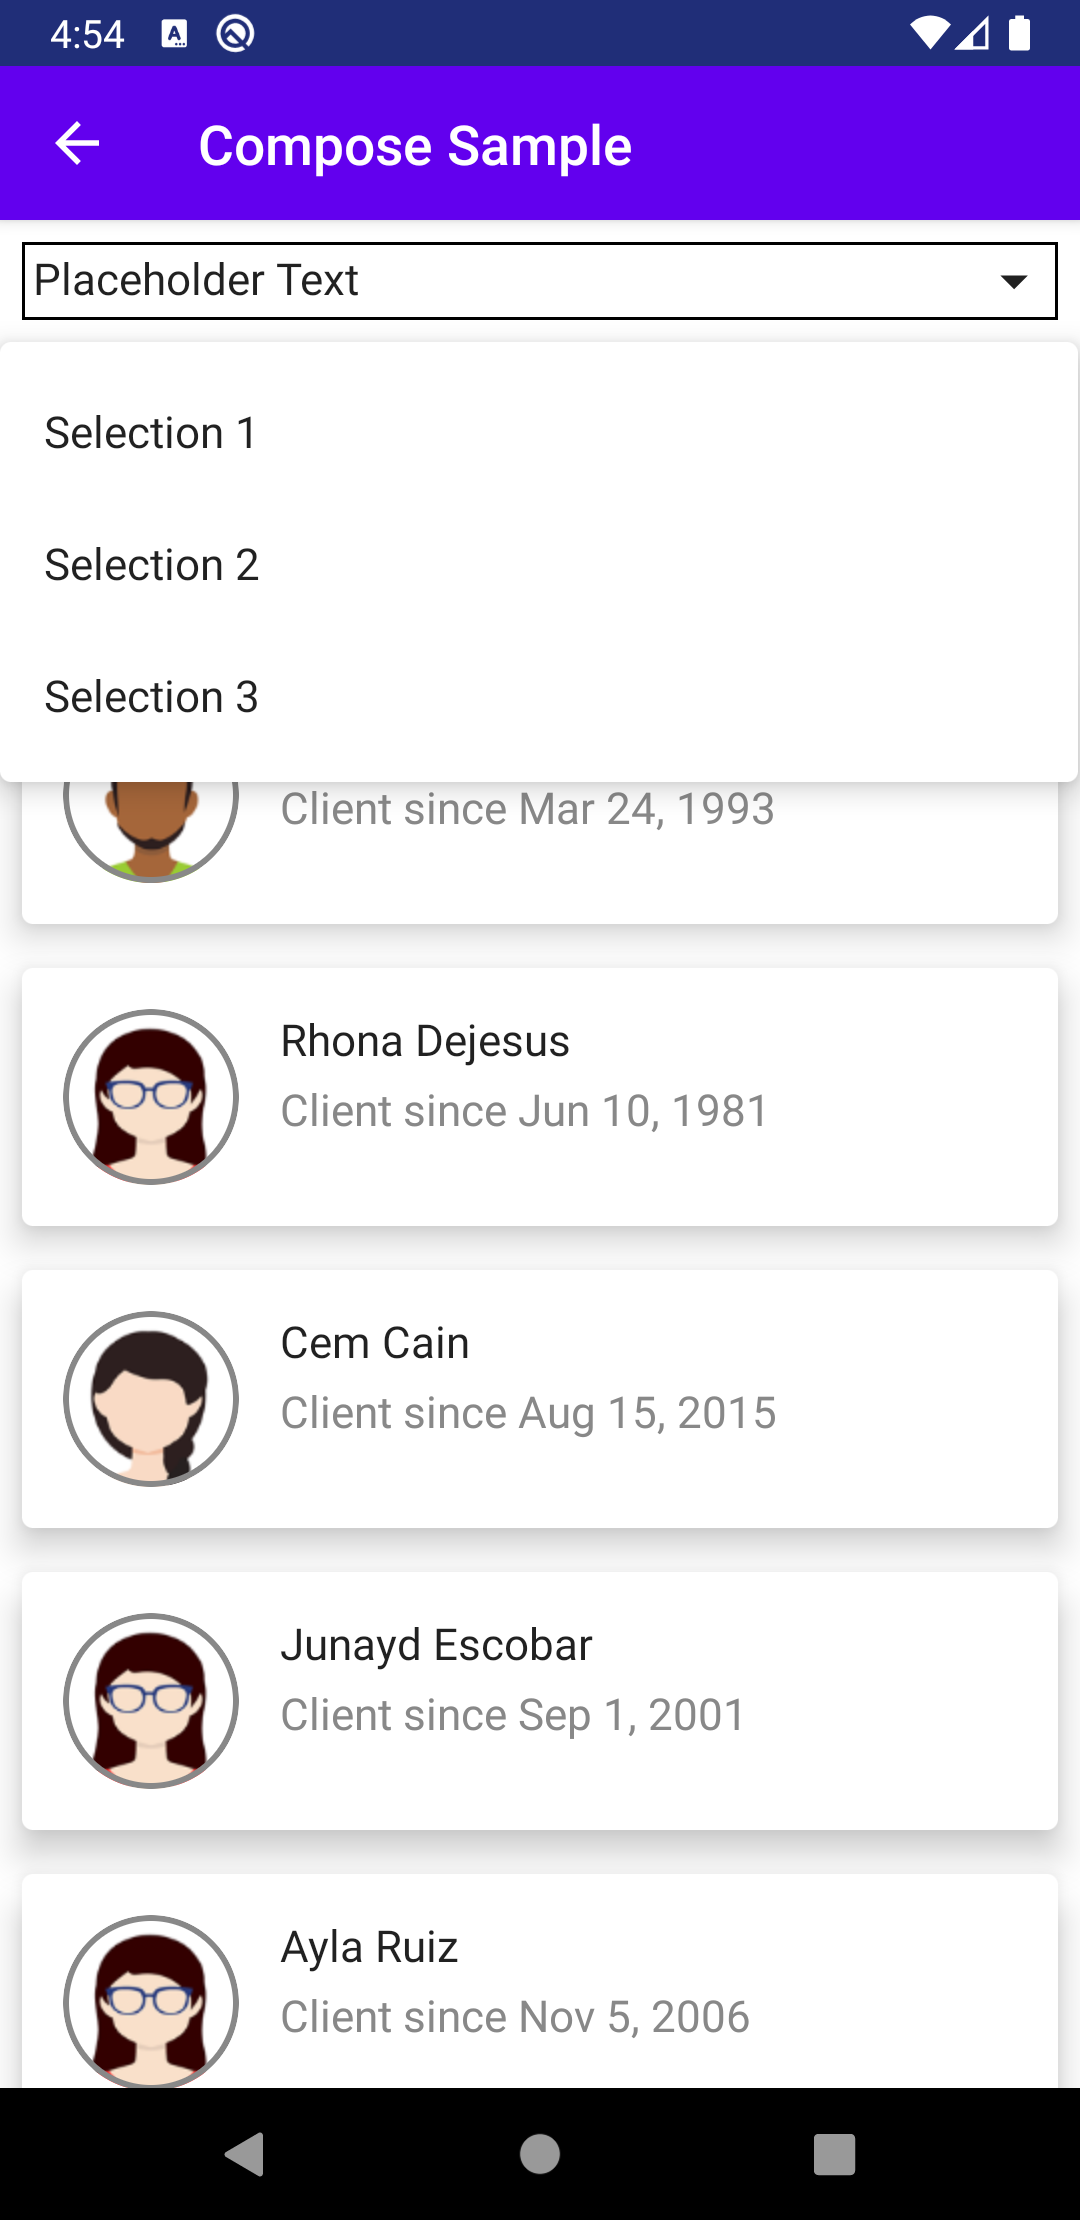 4:54
Compose Sample
Placeholder Text
Selection 1
Selection 2
Selection 3
Client since Mar 24, 1993
Rhona Dejesus
Client since Jun 10, 1981
Cem Cain
Client since Aug 15, 2015
Junayd Escobar
Client since Sep 1, 2001
Ayla Ruiz
Client since Nov 5, 2006